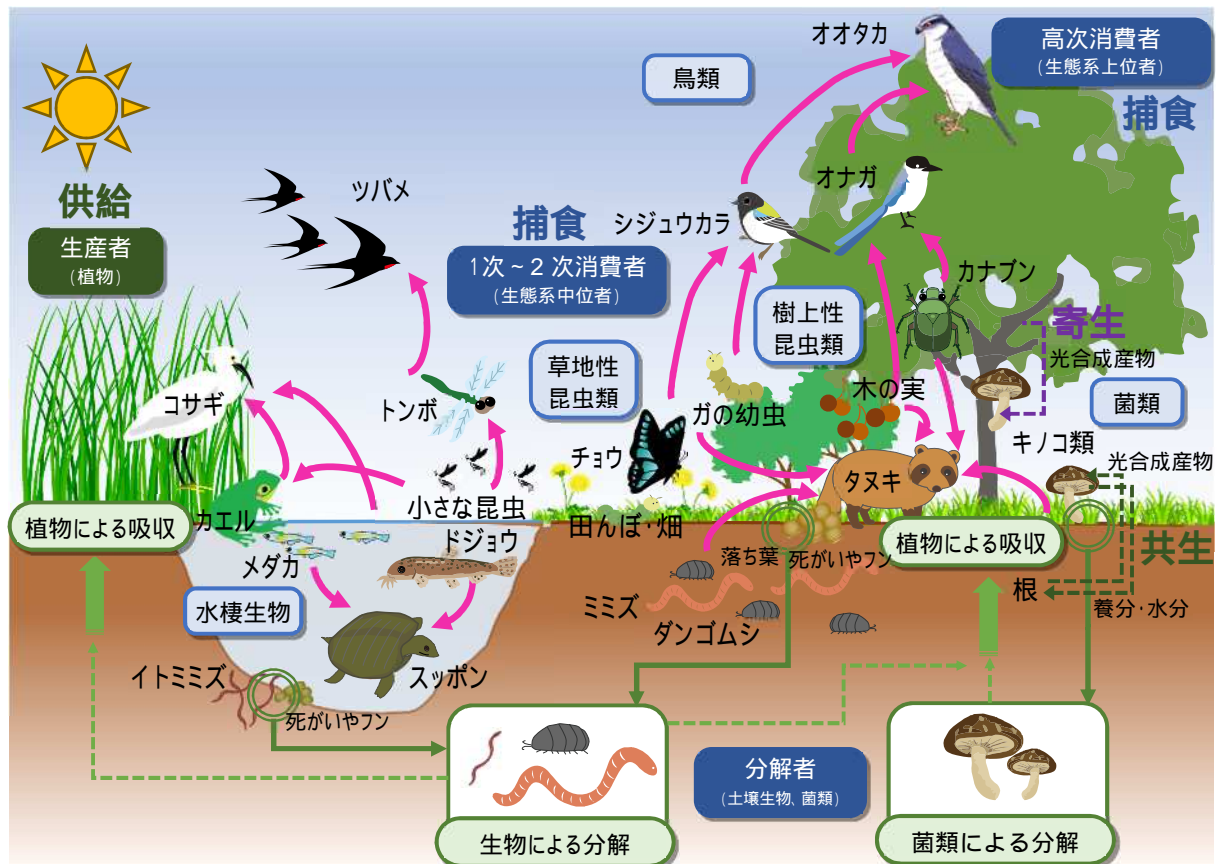 オオタカ
高次消費者
(生態系上位者)
鳥類
捕食
供給
ツバメ
オナガ
生産者
(植物)
捕食
シジュウカラ
1次~2次消費者
(生態系中位者)
カナブン
樹上性
昆虫類
寄生
光合成産物
草地性
昆虫類
コサギ
トンボ
木の実
菌類
ガの幼虫
キノコ類
チョウ
光合成産物
タヌキ
小さな昆虫
植物による吸収
カエル
田んぼ・畑
ドジョウ
植物による吸収
メダカ
落ち葉
死がいやフン
共生
根
水棲生物
ミミズ
養分・水分
ダンゴムシ
イトミミズ
スッポン
死がいやフン
分解者
(土壌生物、菌類)
生物による分解
菌類による分解